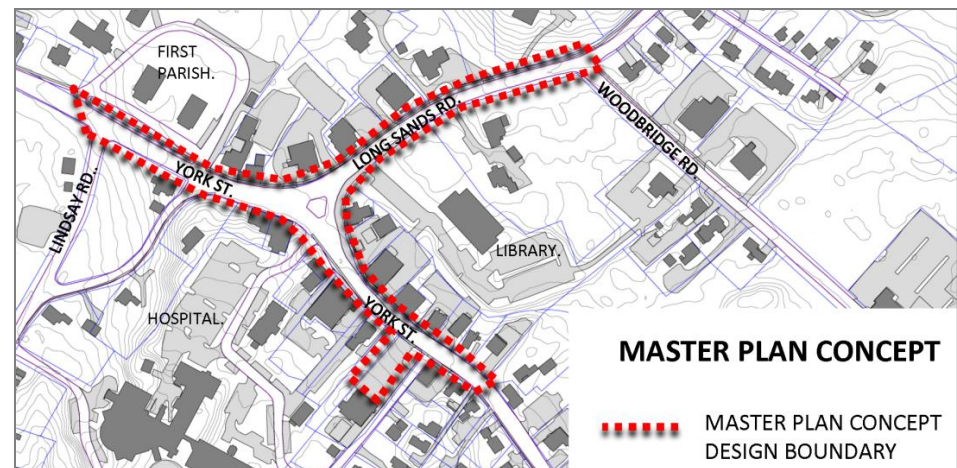 FIRST
PARISH.
LONG SANDS RD.
WOODBRIDGE RD.
YORK ST.
LINDSAY RD.
LIBRARY.
HOSPITAL.
YORK ST.
MASTER PLAN CONCEPT
MASTER PLAN CONCEPT
DESIGN BOUNDARY